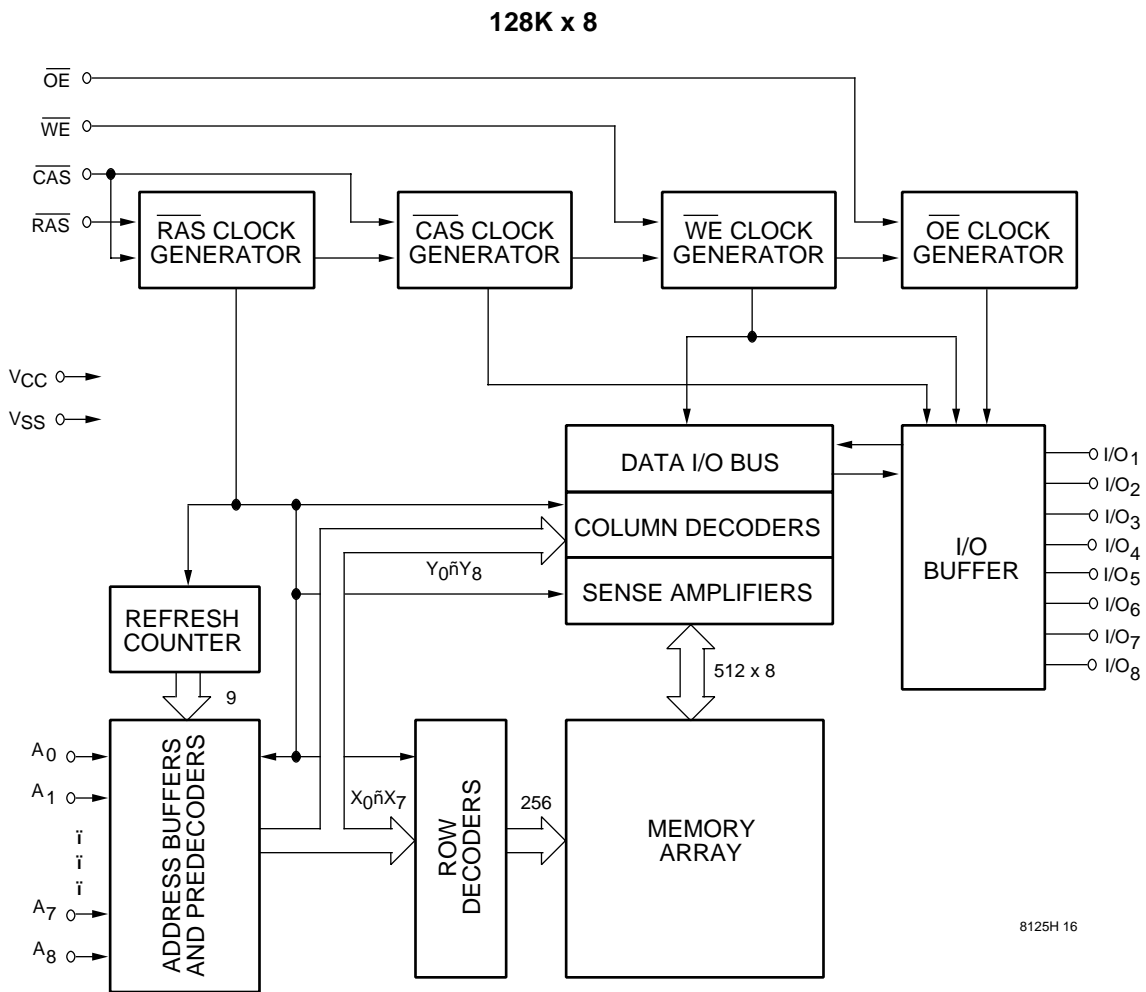 128K x 8
OE
WE
CAS
RAS
RAS CLOCK
GENERATOR
CAS CLOCK
GENERATOR
WE CLOCK
GENERATOR
OE CLOCK
GENERATOR
VCC
VSS
DATA I/O BUS
COLUMN DECODERS
SENSE AMPLIFIERS
Y0ñY8
I/O
BUFFER
I/O1
I/O2
I/O3
I/O4
I/O5
I/O6
I/O7
I/O8
REFRESH
COUNTER
9
512 x 8
A0
A1
ï
ï
ï
A7
A8
ADDRESS BUFFERS
AND PREDECODERS
X0ñX7
ROW
DECODERS
256
MEMORY
ARRAY
8125H 16